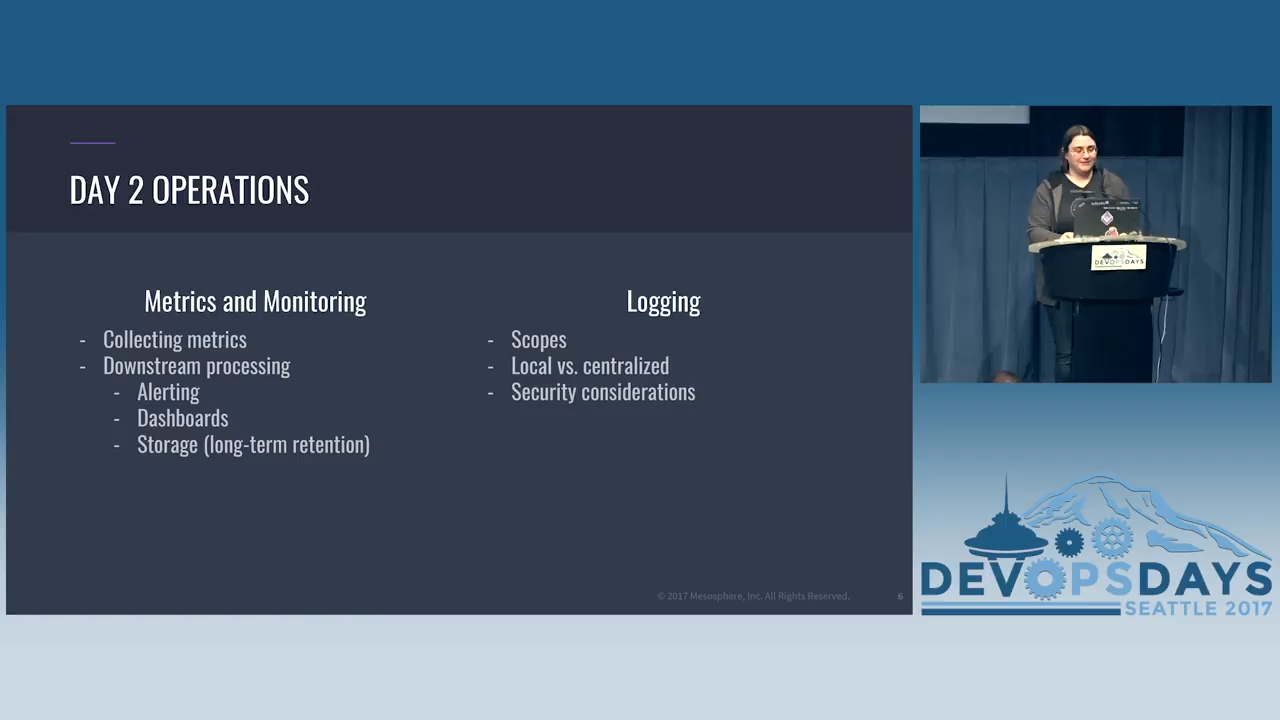 DAY 2 OPERATIONS
Metrics and Monitoring
- Collecting metrics
- Downstream processing
- Alerting
- Dashboards
- Storage (long-term retention)
Logging
- Scopes
- Local vs. centralized
- Security considerations
© 2017 Mesosphere, Inc. All Rights Reserved.
6
DEVOPSDAYS
DEVOPSDAYS
SEATTLE 2017